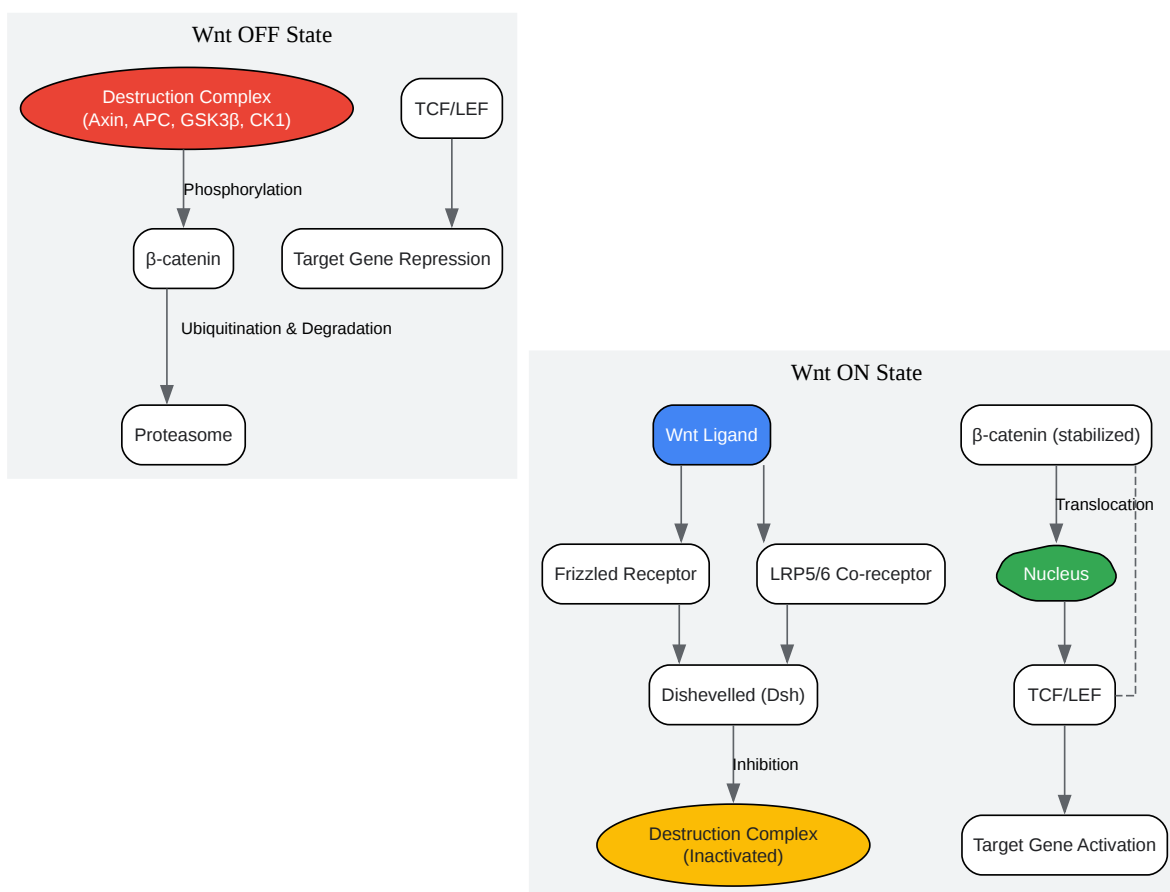 Wnt OFF State
Destruction Complex
(Axin, APC, GSK3β, CK1)
TCF/LEF
Phosphorylation
β-catenin
Target Gene Repression
Ubiquitination & Degradation
Proteasome
Wnt ON State
Wnt Ligand
β-catenin (stabilized)
Translocation
Frizzled Receptor
LRP5/6 Co-receptor
Nucleus
Dishevelled (Dsh)
TCF/LEF
Inhibition
Destruction Complex
(Inactivated)
Target Gene Activation